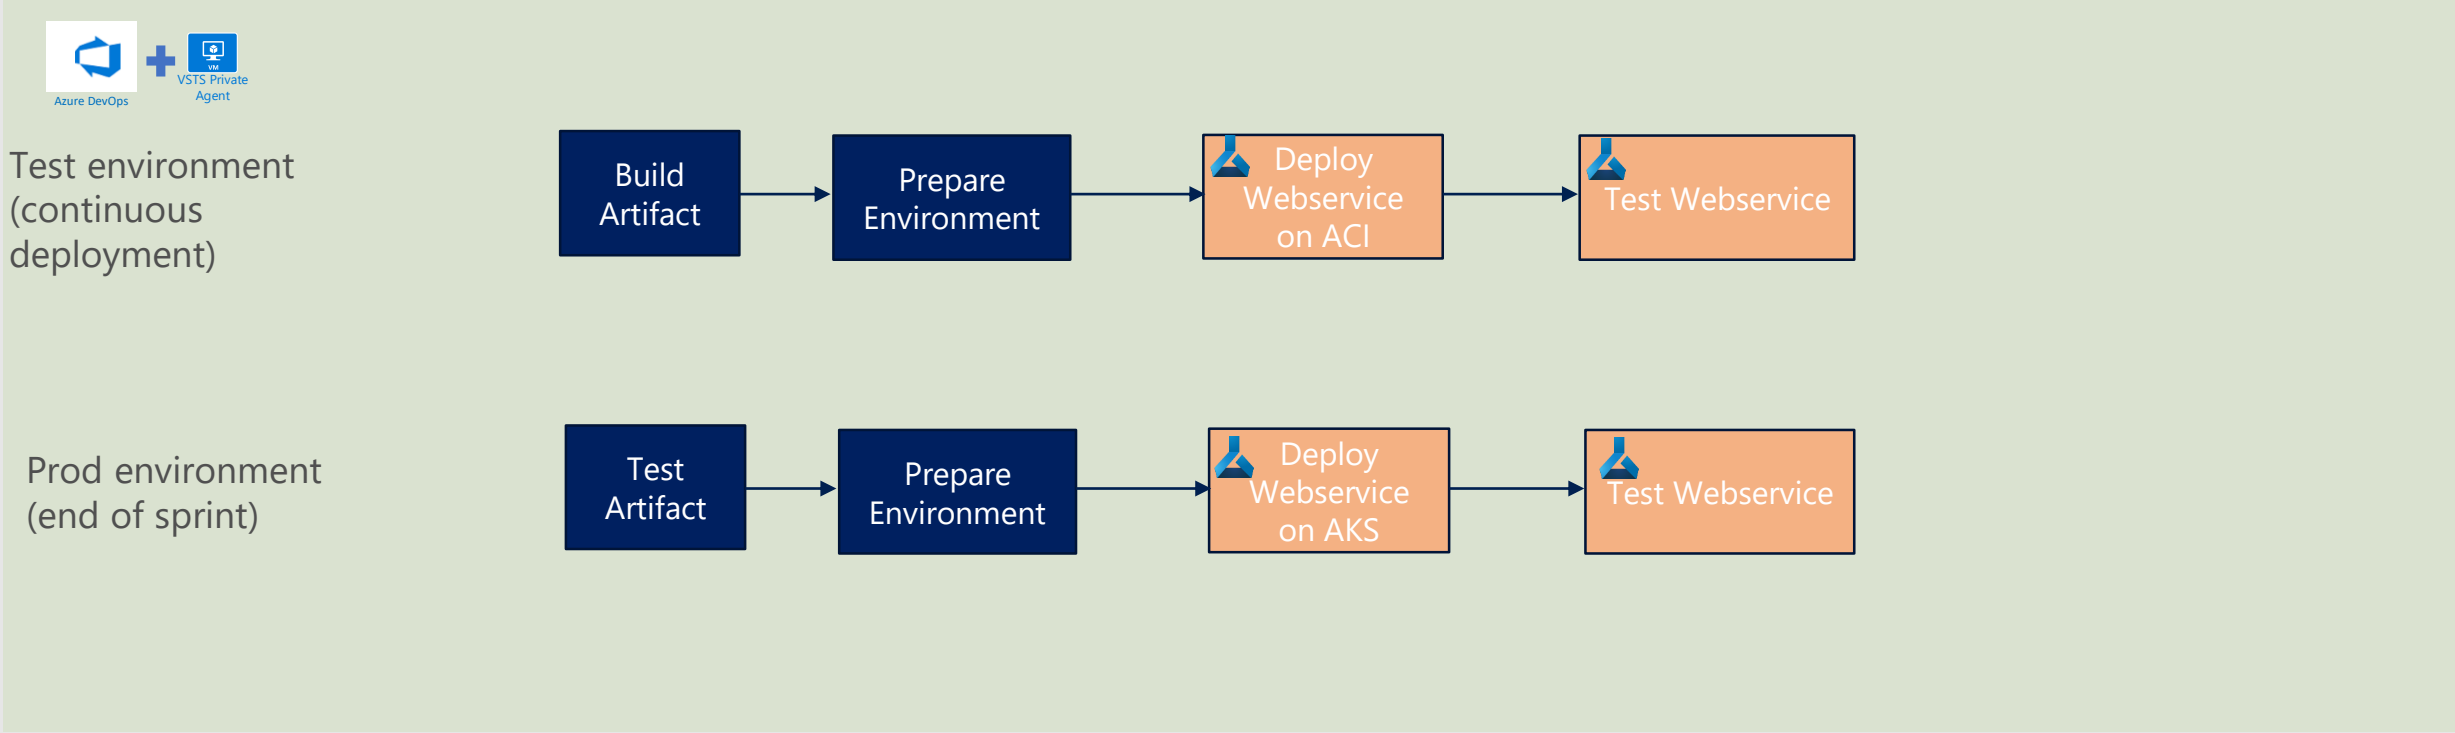 VM
Azure DevOps
VSTS Private
Agent
Test environment
(continuous
deployment)
Build
Artifact
Prepare
Environment
Deploy
Webservice
on ACI
Test Webservice
Prod environment
(end of sprint)
Test
Artifact
Prepare
Environment
Deploy
Webservice
on AKS
Test Webservice